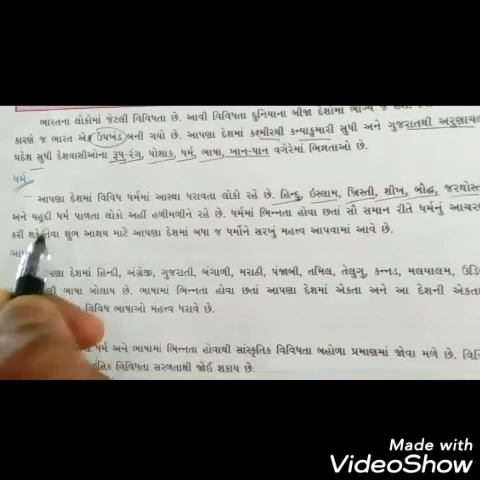 ભારતના લોકોમાં જેટલી વિવિધતા છે. આવી વિવિધતા દુનિયાના બીજા દેશોમાં ભાગ્યે જ
કારણે જ ભારત એક ઉપખંડ બની ગયો છે. આપણા દેશમાં કશ્મીરથી કન્યાકુમારી સુધી અને ગુજરાતથી અરુણાચલ
પ્રદેશ સુધી દેશવાસીઓના રૂપ-રંગ, પોશાક, ધર્મ, ભાષા, ખાન-પાન વગેરેમાં ભિન્નતાઓ છે.
ધર્મ
આપણા દેશમાં વિવિધ ધર્મમાં આસ્થા ધરાવતા લોકો રહે છે. હિન્દુ, ઇસ્લામ, ખ્રિસ્તી, શીખ, બૌદ્ધ, જરથોસ્ત
અને યહૂદી ધર્મ પાળતા લોકો અહીં હળીમળીને રહે છે. ધર્મમાં ભિન્નતા હોવા છતાં સૌ સમાન રીતે ધર્મનું આચર
કરી શકે તેવા શુભ આશય માટે આપણા દેશમાં બધા જ ધર્મોને સરખું મહત્ત્વ આપવામાં આવે છે.
દેશમાં હિન્દી, અંગ્રેજી, ગુજરાતી, બંગાળી, મરાઠી, પંજાબી, તમિલ, તેલુગુ, કન્નડ, મલયાલમ, ઉડિ
ભાષા બોલાય છે. ભાષામાં ભિન્નતા હોવા છતાં આપણા દેશમાં એકતા અને આ દેશની એકતા
વિવિધ ભાષાઓ મહત્ત્વ ધરાવે છે.
ધર્મ અને ભાષામાં ભિન્નતા હોવાથી સાંસ્કૃતિક વિવિધતા બહોળા પ્રમાણમાં જોવા મળે છે. વિવિ
વિવિધતા સરળતાથી જોઈ શકાય છે.
Made with
VideoShow